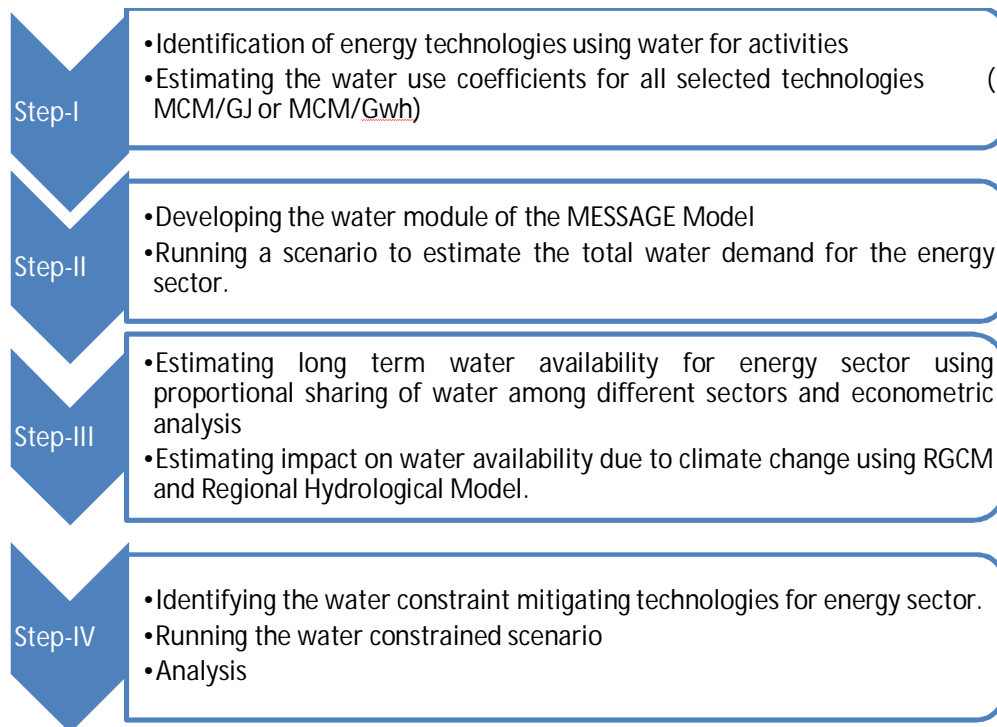 Step-I
•Identification of energy technologies using water for activities
•Estimating the water use coefficients for all selected technologies (
MCM/GJ or MCM/Gwh)
Step-II
•Developing the water module of the MESSAGE Model
•Running a scenario to estimate the total water demand for the energy
sector.
Step-III
•Estimating long term water availability for energy sector using
proportional sharing of water among different sectors and econometric
analysis
•Estimating impact on water availability due to climate change using RGCM
and Regional Hydrological Model.
Step-IV
•Identifying the water constraint mitigating technologies for energy sector.
•Running the water constrained scenario
•Analysis